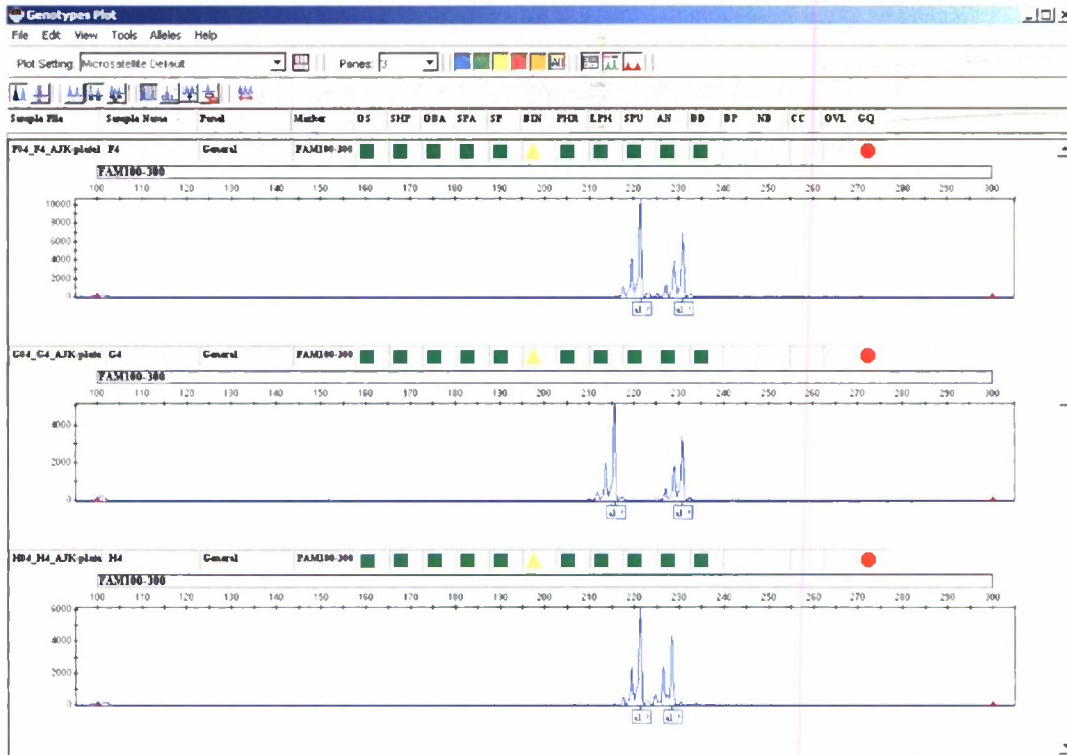 Genotypes Plot
File Edit View Tools Alleles Help
Plot Setting: Microsatellite Default Panes: 3
Sample File Sample Name Panel Marker OS SHP OBA SPA SP BIN PHR LPH SPU AN BD BP NB CC OVL GQ
F04_F4_AJK-plate1 F4 General FAM100-300
FAM100-300
100 110 120 130 140 150 160 170 180 190 200 210 220 230 240 250 260 270 280 290 300
10000
8000
6000
4000
2000
0
G04_G4_AJK-plate1 G4 General FAM100-300
FAM100-300
100 110 120 130 140 150 160 170 180 190 200 210 220 230 240 250 260 270 280 290 300
4000
2000
0
H04_H4_AJK-plate1 H4 General FAM100-300
FAM100-300
100 110 120 130 140 150 160 170 180 190 200 210 220 230 240 250 260 270 280 290 300
6000
4000
2000
0